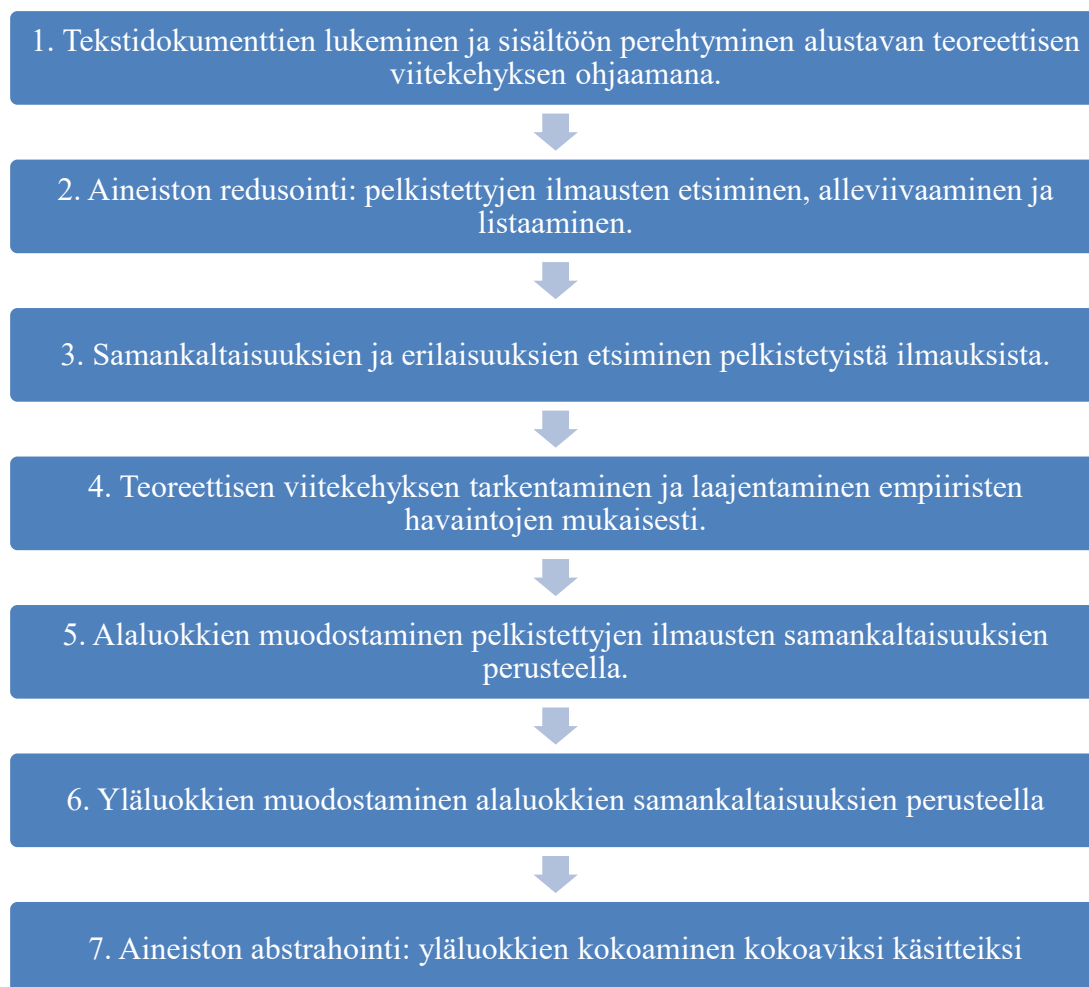 1. Tekstidokumenttien lukeminen ja sisältöön perehtyminen alustavan teoreettisen
viitekehyksen ohjaamana.
2. Aineiston redusointi: pelkistettyjen ilmausten etsiminen, alleviivaaminen ja
listaaminen.
3. Samankaltaisuuksien ja erilaisuuksien etsiminen pelkistetyistä ilmauksista.
4. Teoreettisen viitekehyksen tarkentaminen ja laajentaminen empiiristen
havaintojen mukaisesti.
5. Alaluokkien muodostaminen pelkistettyjen ilmausten samankaltaisuuksien
perusteella.
6. Yläluokkien muodostaminen alaluokkien samankaltaisuuksien perusteella
7. Aineiston abstrahointi: yläluokkien kokoaminen kokoaviksi käsitteiksi